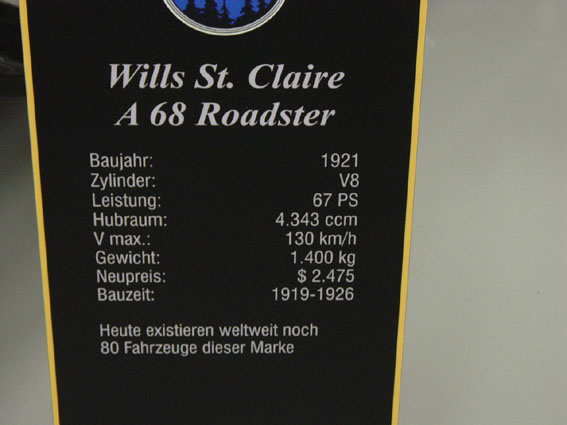 Wills St. Claire
A 68 Roadster
Baujahr: 1921
Zylinder: V8
Leistung: 67 PS
Hubraum: 4.343 ccm
V max.: 130 km/h
Gewicht: 1.400 kg
Neupreis: $ 2.475
Bauzeit: 1919-1926
Heute existieren weltweit noch
80 Fahrzeuge dieser Marke